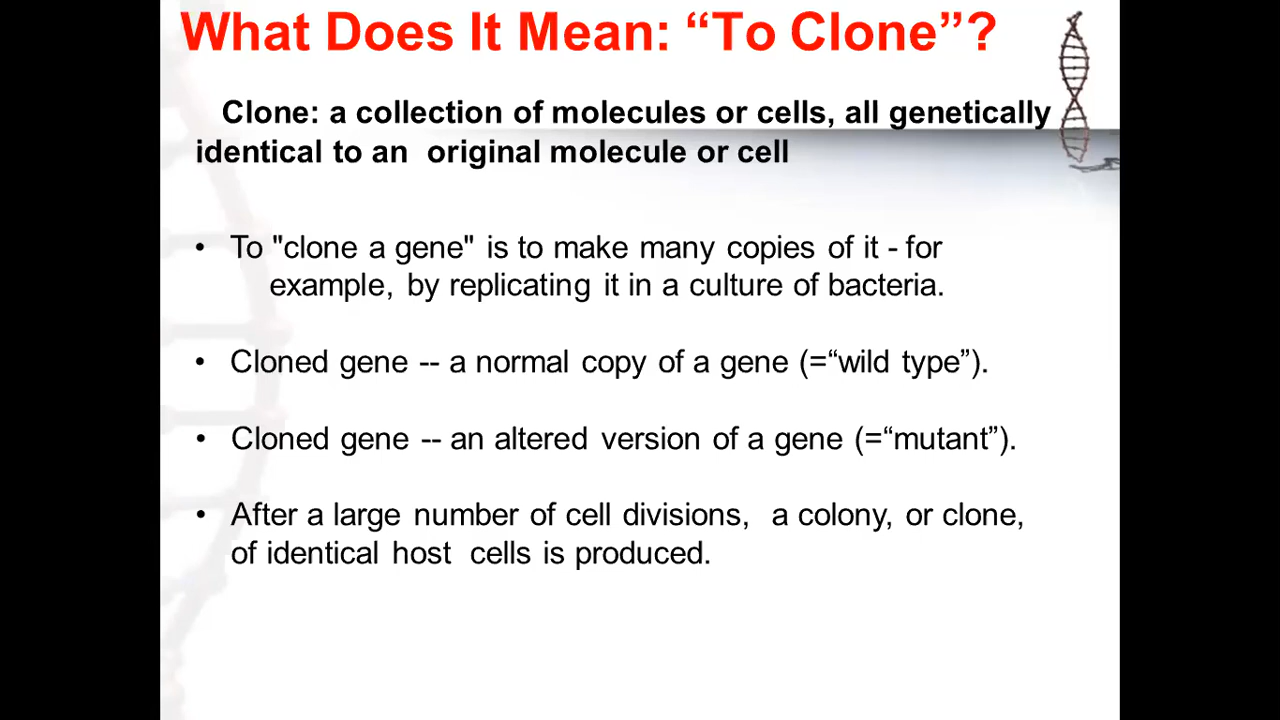 What Does It Mean: “To Clone”?
Clone: a collection of molecules or cells, all genetically
identical to an original molecule or cell
• To "clone a gene" is to make many copies of it - for
example, by replicating it in a culture of bacteria.
• Cloned gene -- a normal copy of a gene (=“wild type”).
• Cloned gene -- an altered version of a gene (=“mutant”).
• After a large number of cell divisions, a colony, or clone,
of identical host cells is produced.